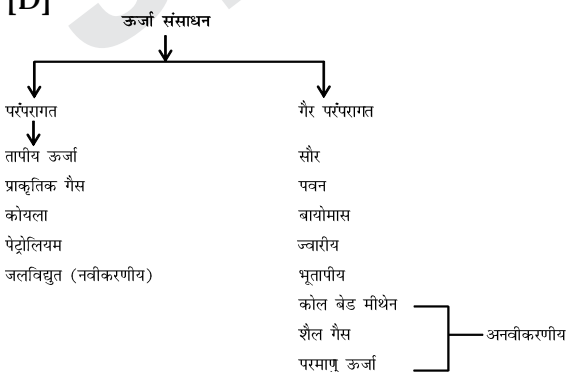 [D]
ऊर्जा संसाधन
परंपरागत
गैर परंपरागत
तापीय ऊर्जा
सौर
प्राकृतिक गैस
पवन
कोयला
बायोमास
पेट्रोलियम
ज्वारीय
जलविद्युत (नवीकरणीय)
भूतापीय
कोल बेड मीथेन
शैल गैस
अनवीकरणीय
परमाणु ऊर्जा